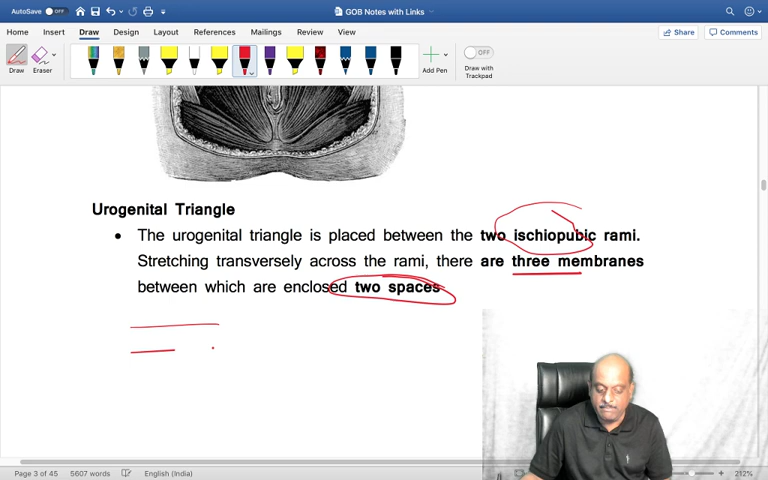 AutoSave OFF GOB Notes with Links
Home Insert Draw Design Layout References Mailings Review View Share Comments
Draw Eraser Add Pen OFF Draw with Trackpad
Urogenital Triangle
• The urogenital triangle is placed between the two ischiopubic rami.
Stretching transversely across the rami, there are three membranes
between which are enclosed two spaces
Page 3 of 45 5607 words English (India) 212%